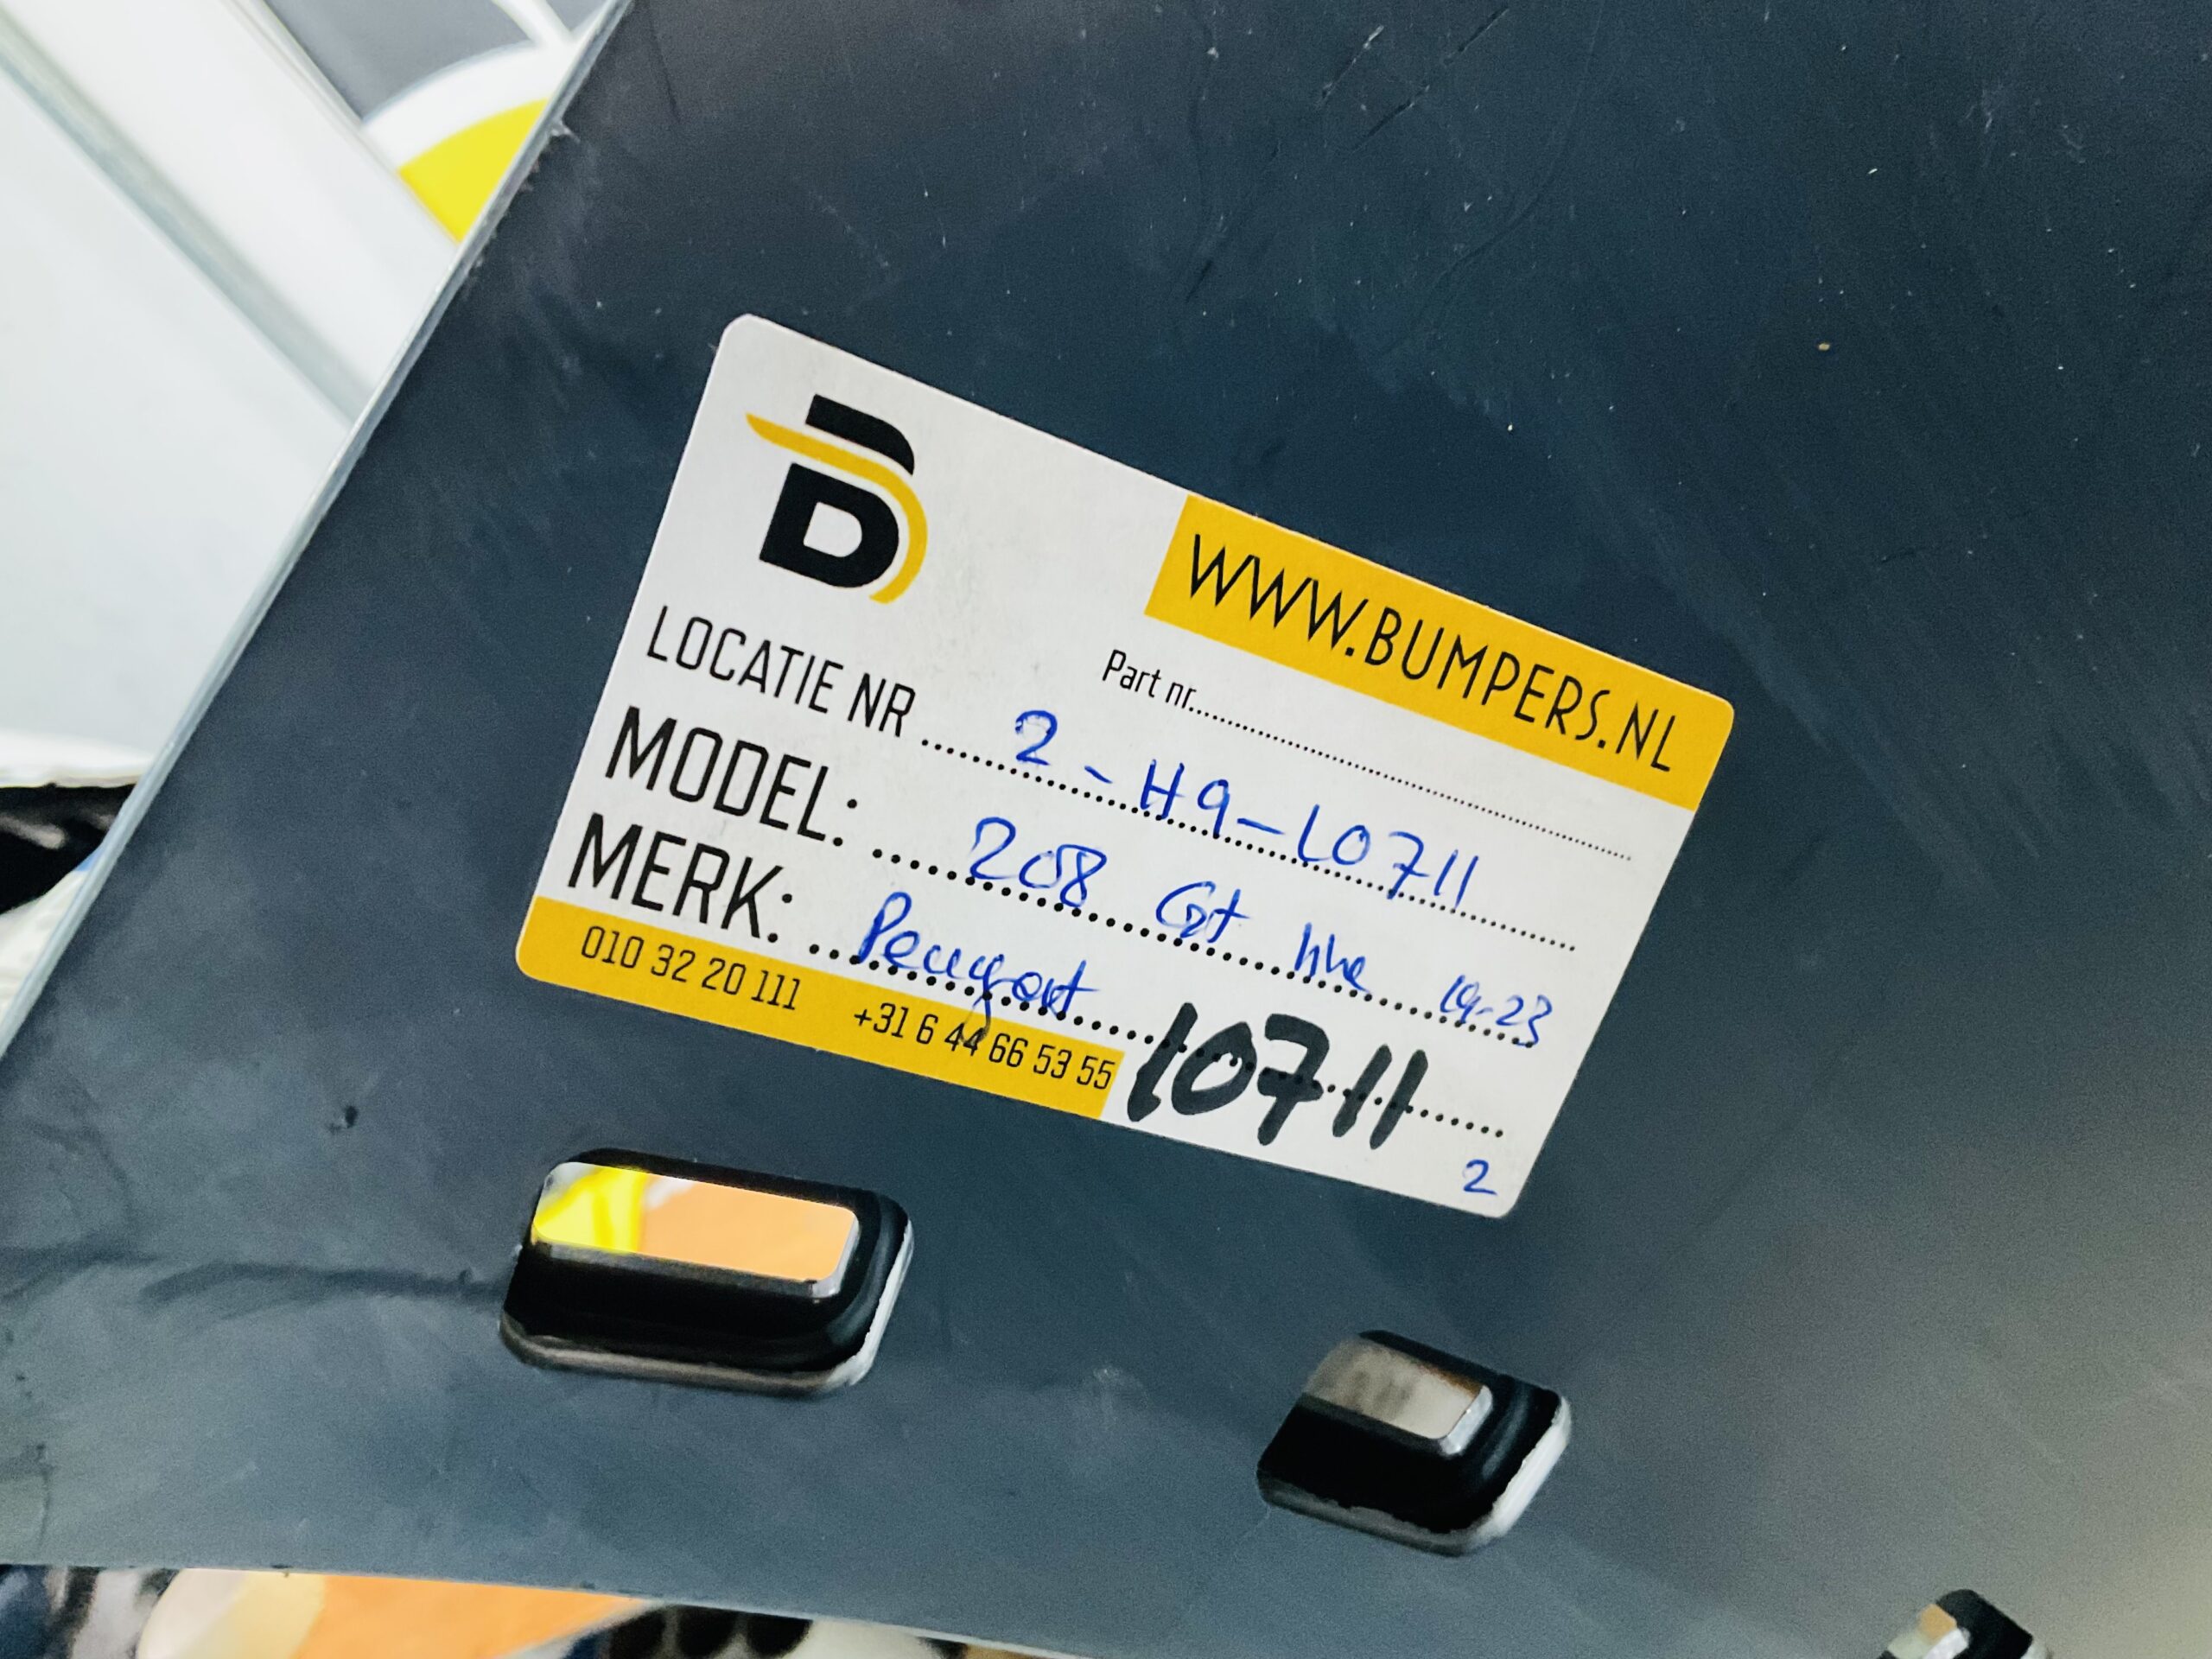 B
WWW.BUMPERS.NL
Part nr.....................
LOCATIE NR ..... 2-H9-L0711
MODEL: ..... 208 Gt line 19-23
MERK: ..... Peugeot
10711
010 32 20 111 +31 6 44 66 53 55
2